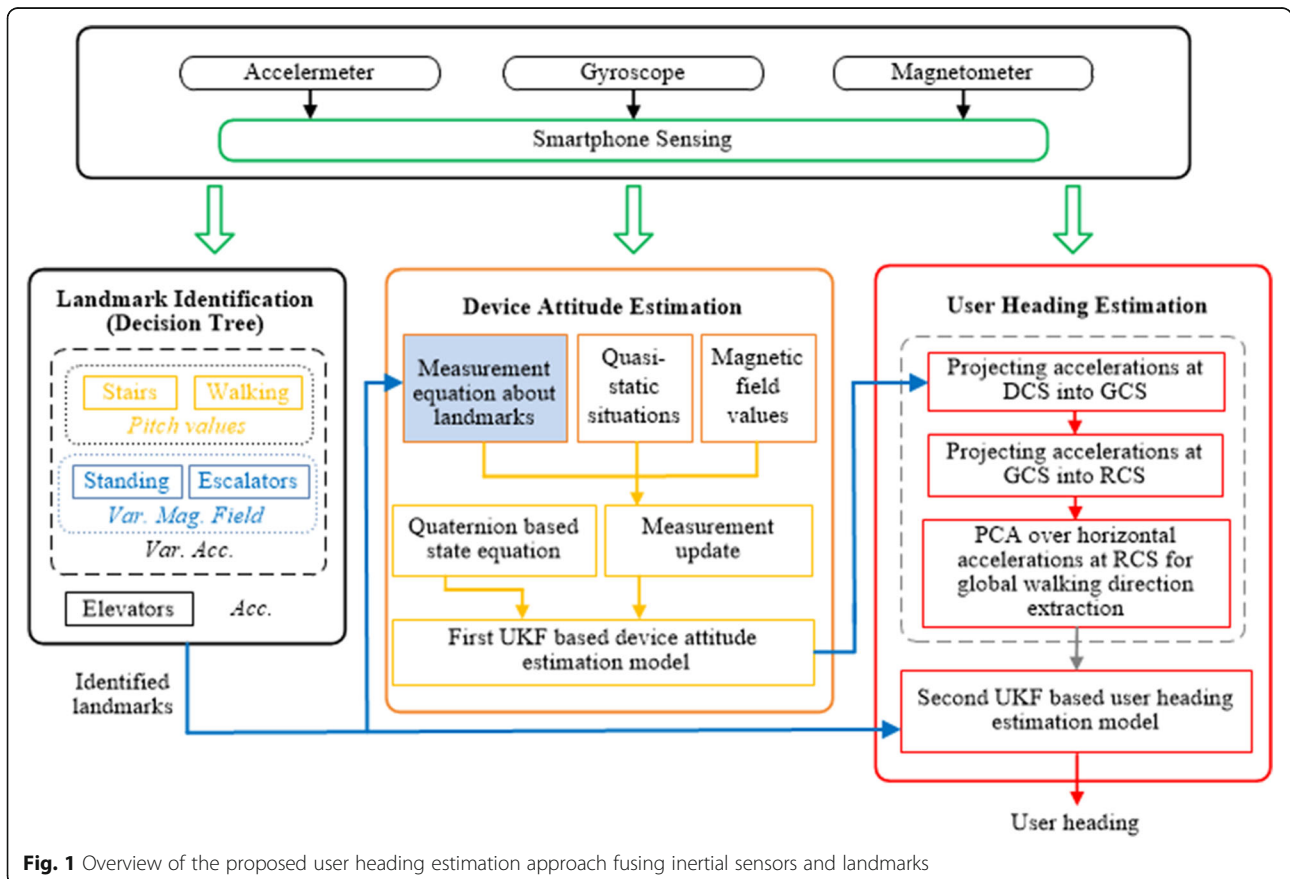 Accelermeter
Gyroscope
Magnetometer
Smartphone Sensing
Landmark Identification
(Decision Tree)
Stairs
Walking
Pitch values
Standing
Escalators
Var. Mag. Field
Var. Acc.
Elevators
Acc.
Identified
landmarks
Device Attitude Estimation
Measurement
equation about
landmarks
Quasi-
static
situations
Magnetic
field
values
Quaternion based
state equation
Measurement
update
First UKF based device attitude
estimation model
User Heading Estimation
Projecting accelerations at
DCS into GCS
Projecting accelerations at
GCS into RCS
PCA over horizontal
accelerations at RCS for
global walking direction
extraction
Second UKF based user heading
estimation model
User heading
Fig. 1 Overview of the proposed user heading estimation approach fusing inertial sensors and landmarks